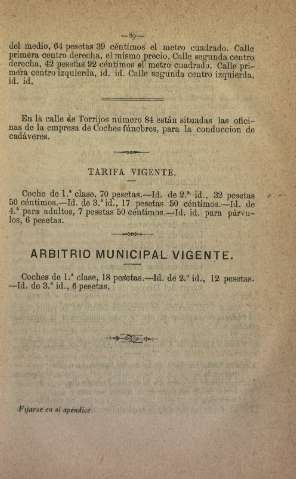 —89—
del medio, 64 pesetas 39 céntimos el metro cuadrado. Calle
primera centro derecha, el mismo precio. Calle segunda centro
derecha, 42 pesetas 92 céntimos el metro cuadrado. Calle pri-
mera centro izquierda, id. id. Calle segunda centro izquierda,
id. id.
En la calle de Torrijos número 84 están situadas las ofici-
nas de la empresa de Coches fúnebres, para la conduccion de
cadáveres.
TARIFA VIGENTE.
Coche de 1.ª clase, 70 pesetas.—Id. de 2.ª id., 32 pesetas
50 céntimos.—Id. de 3.ª id., 17 pesetas 50 céntimos.—Id. de
4.ª para adultos, 7 pesetas 50 céntimos.—Id. id. para párvu-
los, 6 pesetas.
ARBITRIO MUNICIPAL VIGENTE.
Coches de 1.ª clase, 18 pesetas.—Id. de 2.ª id., 12 pesetas.
—Id. de 3.ª id., 6 pesetas.
Fijarse en el apéndice